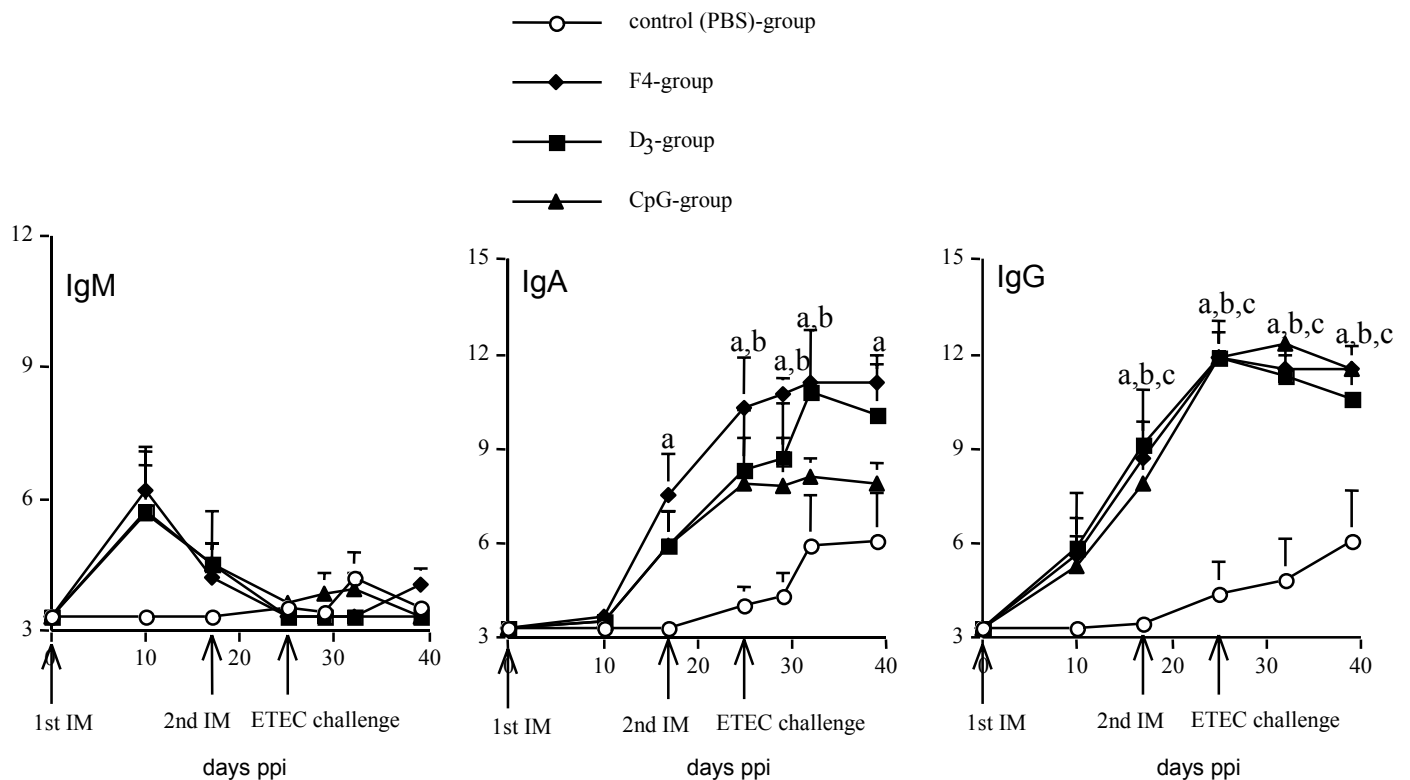 control (PBS)-group
F4-group
D3-group
CpG-group
12
9
6
3
IgM
0
10
20
30
40
1st IM
2nd IM
ETEC challenge
days ppi
15
12
9
6
3
IgA
a
a,b
a,b
a,b
a
0
10
20
30
40
1st IM
2nd IM
ETEC challenge
days ppi
15
12
9
6
3
IgG
a,b,c
a,b,c
a,b,c
a,b,c
0
10
20
30
40
1st IM
2nd IM
ETEC challenge
days ppi